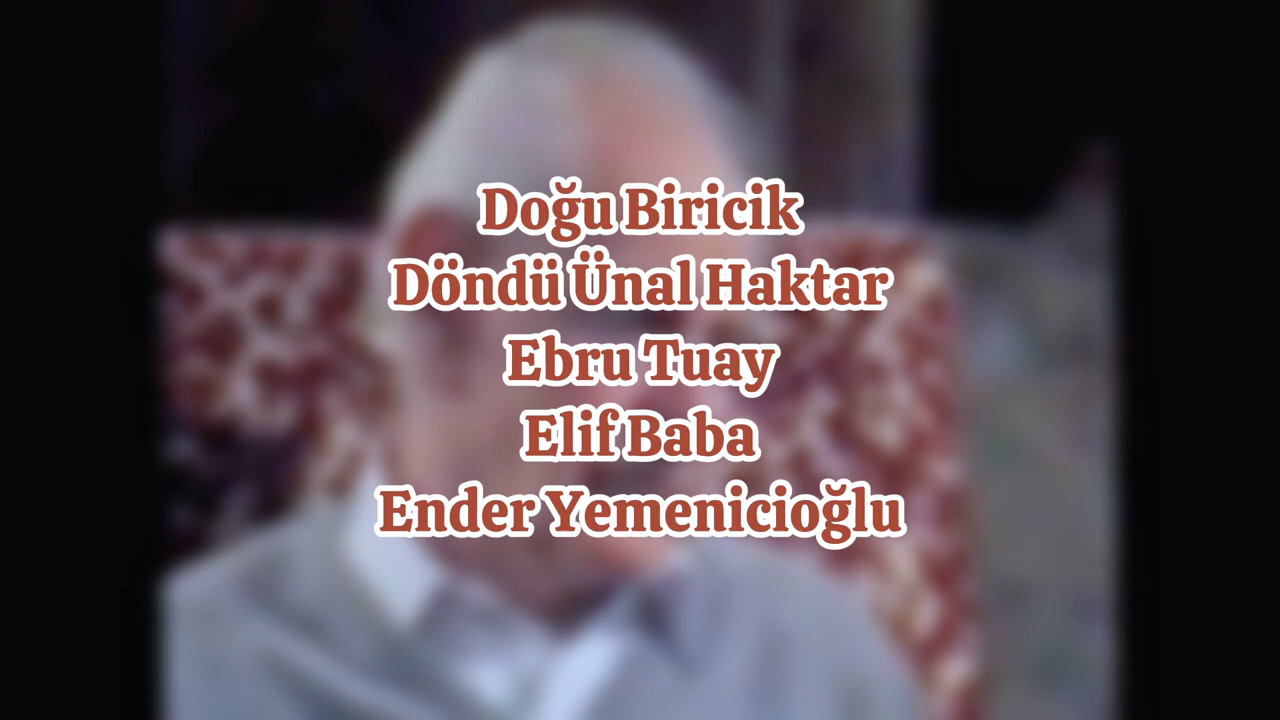 Doğu Biricik
Döndü Ünal Haktar
Ebru Tuay
Elif Baba
Ender Yemenicioğlu